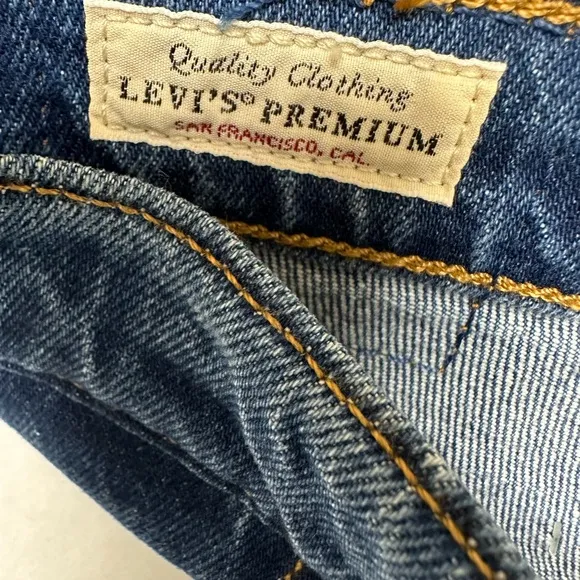 Quality Clothing
LEVI'S® PREMIUM
SAN FRANCISCO, CAL.